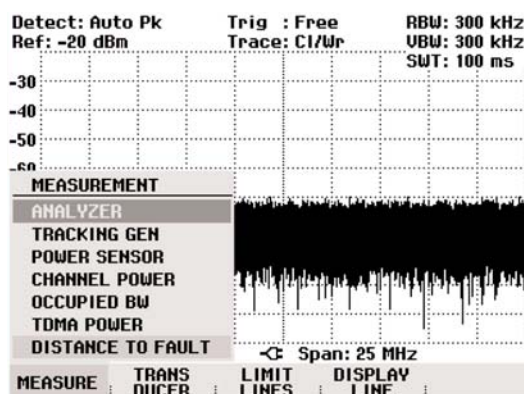 Detect: Auto Pk Trig : Free RBW: 300 kHz
Ref: -20 dBm Trace: Cl/Wr VBW: 300 kHz
SWT: 100 ms
-30
-40
-50
-60
MEASUREMENT
ANALYZER
TRACKING GEN
POWER SENSOR
CHANNEL POWER
OCCUPIED BW
TDMA POWER
DISTANCE TO FAULT
Span: 25 MHz
MEASURE TRANS DUCER LIMIT LINES DISPLAY LINE